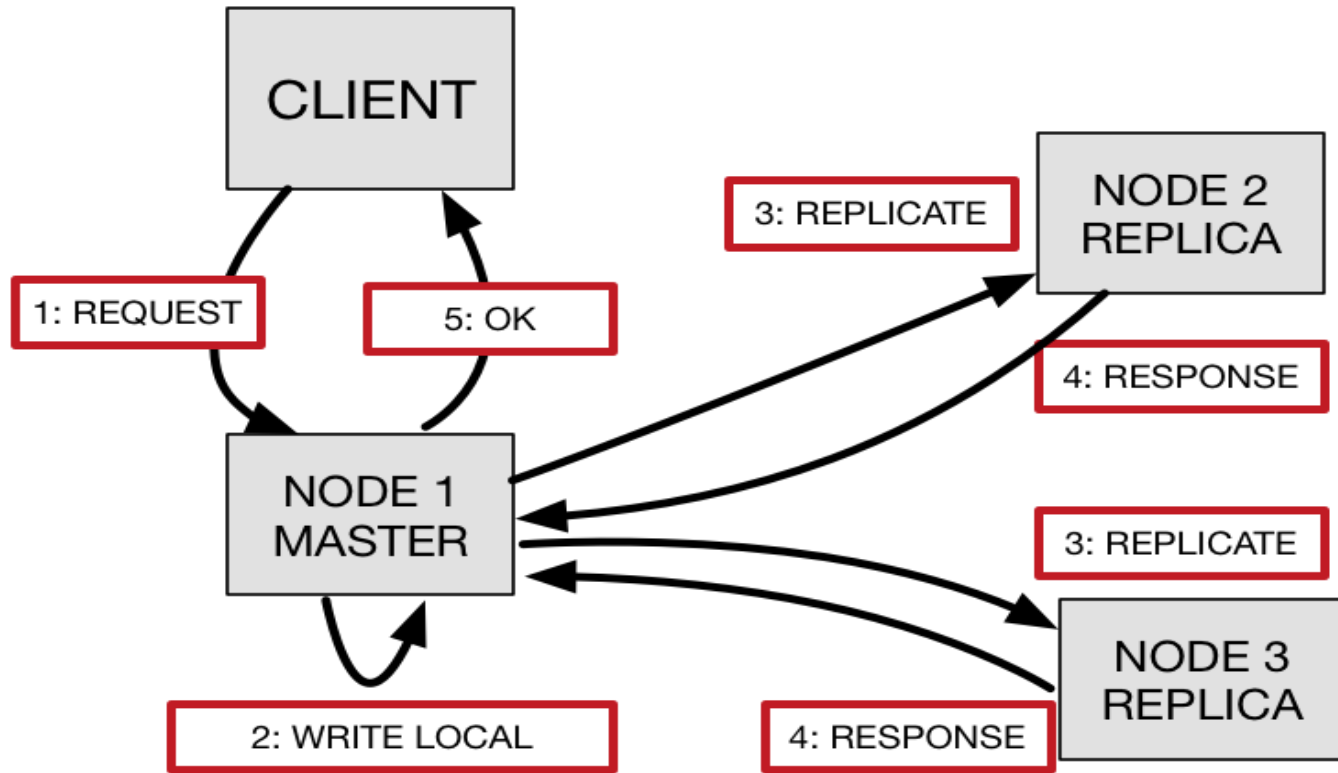 CLIENT
3: REPLICATE
NODE 2
REPLICA
1: REQUEST
5: OK
4: RESPONSE
NODE 1
MASTER
3: REPLICATE
NODE 3
REPLICA
2: WRITE LOCAL
4: RESPONSE